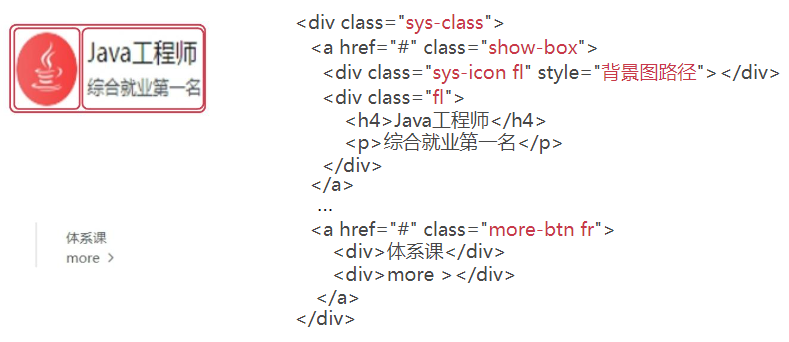 Java工程师
综合就业第一名
体系课
more >
<div class="sys-class">
<a href="#" class="show-box">
<div class="sys-icon fl" style="背景图路径"></div>
<div class="fl">
<h4>Java工程师</h4>
<p>综合就业第一名</p>
</div>
</a>
...
<a href="#" class="more-btn fr">
<div>体系课</div>
<div>more ></div>
</a>
</div>